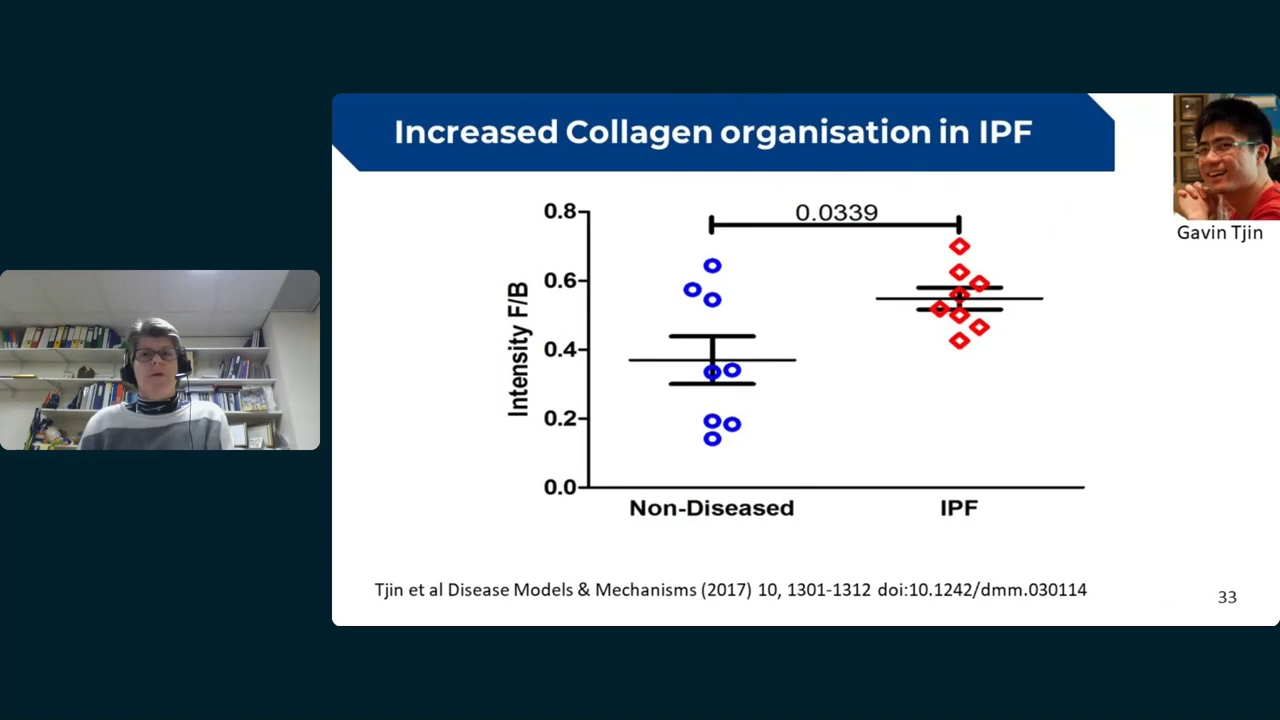 Increased Collagen organisation in IPF
Gavin Tjin
0.0339
0.8
0.6
0.4
0.2
0.0
Intensity F/B
Non-Diseased
IPF
Tjin et al Disease Models & Mechanisms (2017) 10, 1301-1312 doi:10.1242/dmm.030114
33